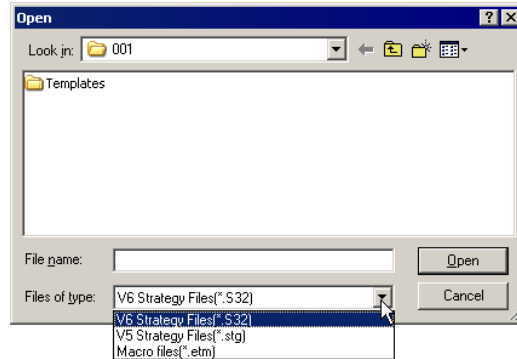 Open
Look in: 001
Templates
File name: Open
Files of type: V6 Strategy Files(*.S32) Cancel
V6 Strategy Files(*.S32)
V5 Strategy Files(*.stg)
Macro files(*.etm)